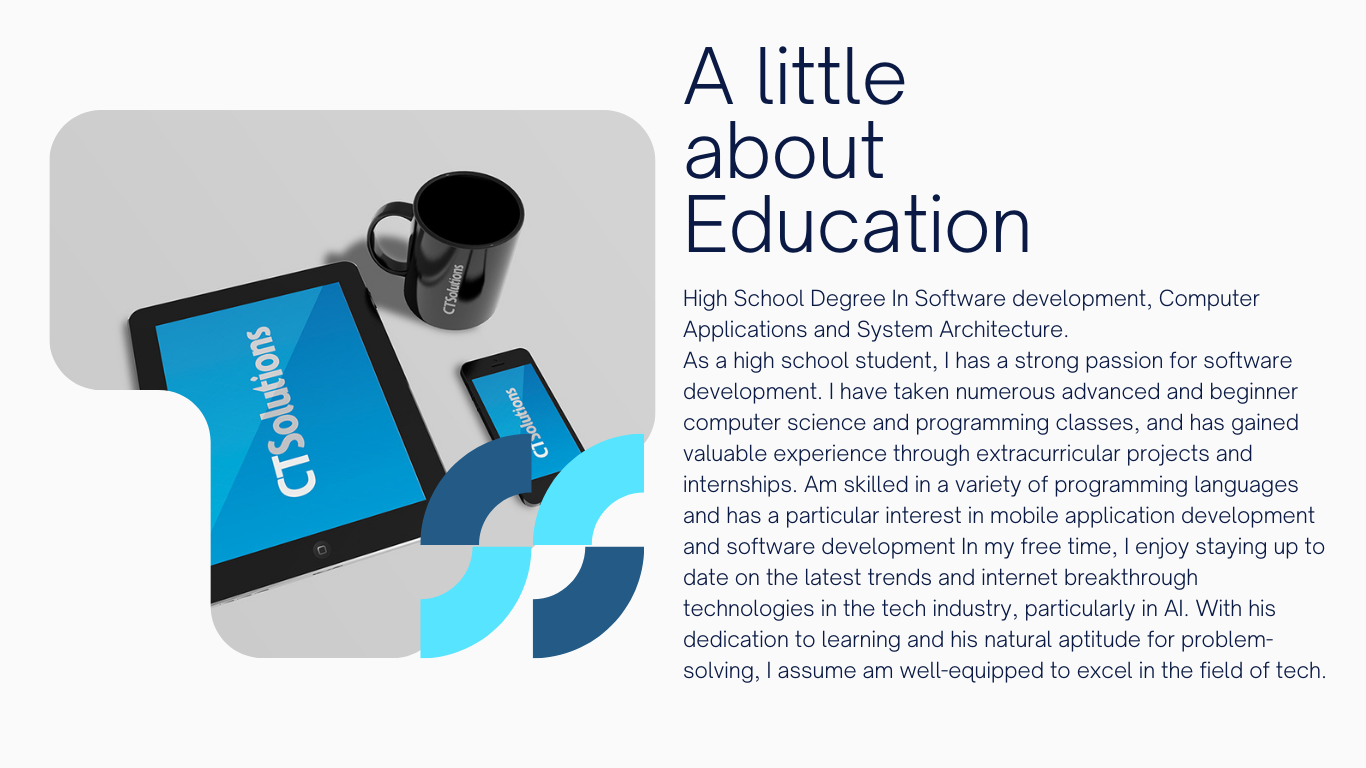 A little
about
Education
High School Degree In Software development, Computer
Applications and System Architecture.
As a high school student, I has a strong passion for software
development. I have taken numerous advanced and beginner
computer science and programming classes, and has gained
valuable experience through extracurricular projects and
internships. Am skilled in a variety of programming languages
and has a particular interest in mobile application development
and software development In my free time, I enjoy staying up to
date on the latest trends and internet breakthrough
technologies in the tech industry, particularly in AI. With his
dedication to learning and his natural aptitude for problem-
solving, I assume am well-equipped to excel in the field of tech.
CTSolutions
CTSolutions
CTSolutions